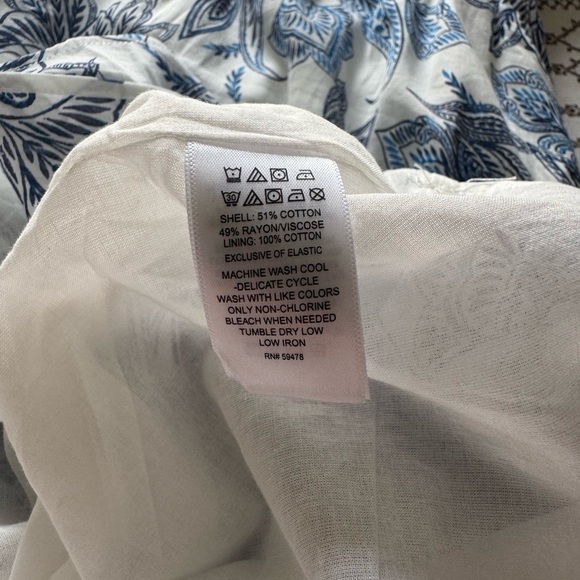 30
SHELL: 51% COTTON
49% RAYON/VISCOSE
LINING: 100% COTTON
EXCLUSIVE OF ELASTIC
MACHINE WASH COOL
-DELICATE CYCLE
WASH WITH LIKE COLORS
ONLY NON-CHLORINE
BLEACH WHEN NEEDED
TUMBLE DRY LOW
LOW IRON
RN# 59478